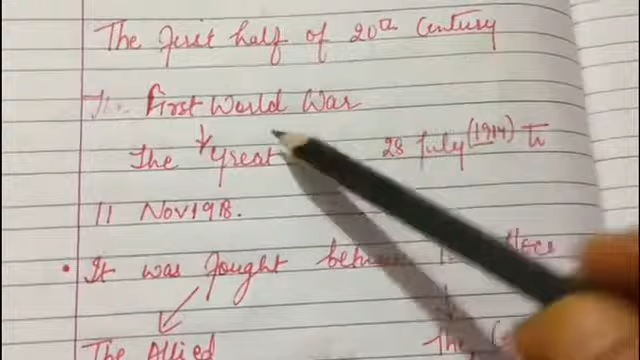 The first half of 20th Century
First World War
The Great 28 July (1914) To
11 Nov 1918.
• It was fought
The Allied The